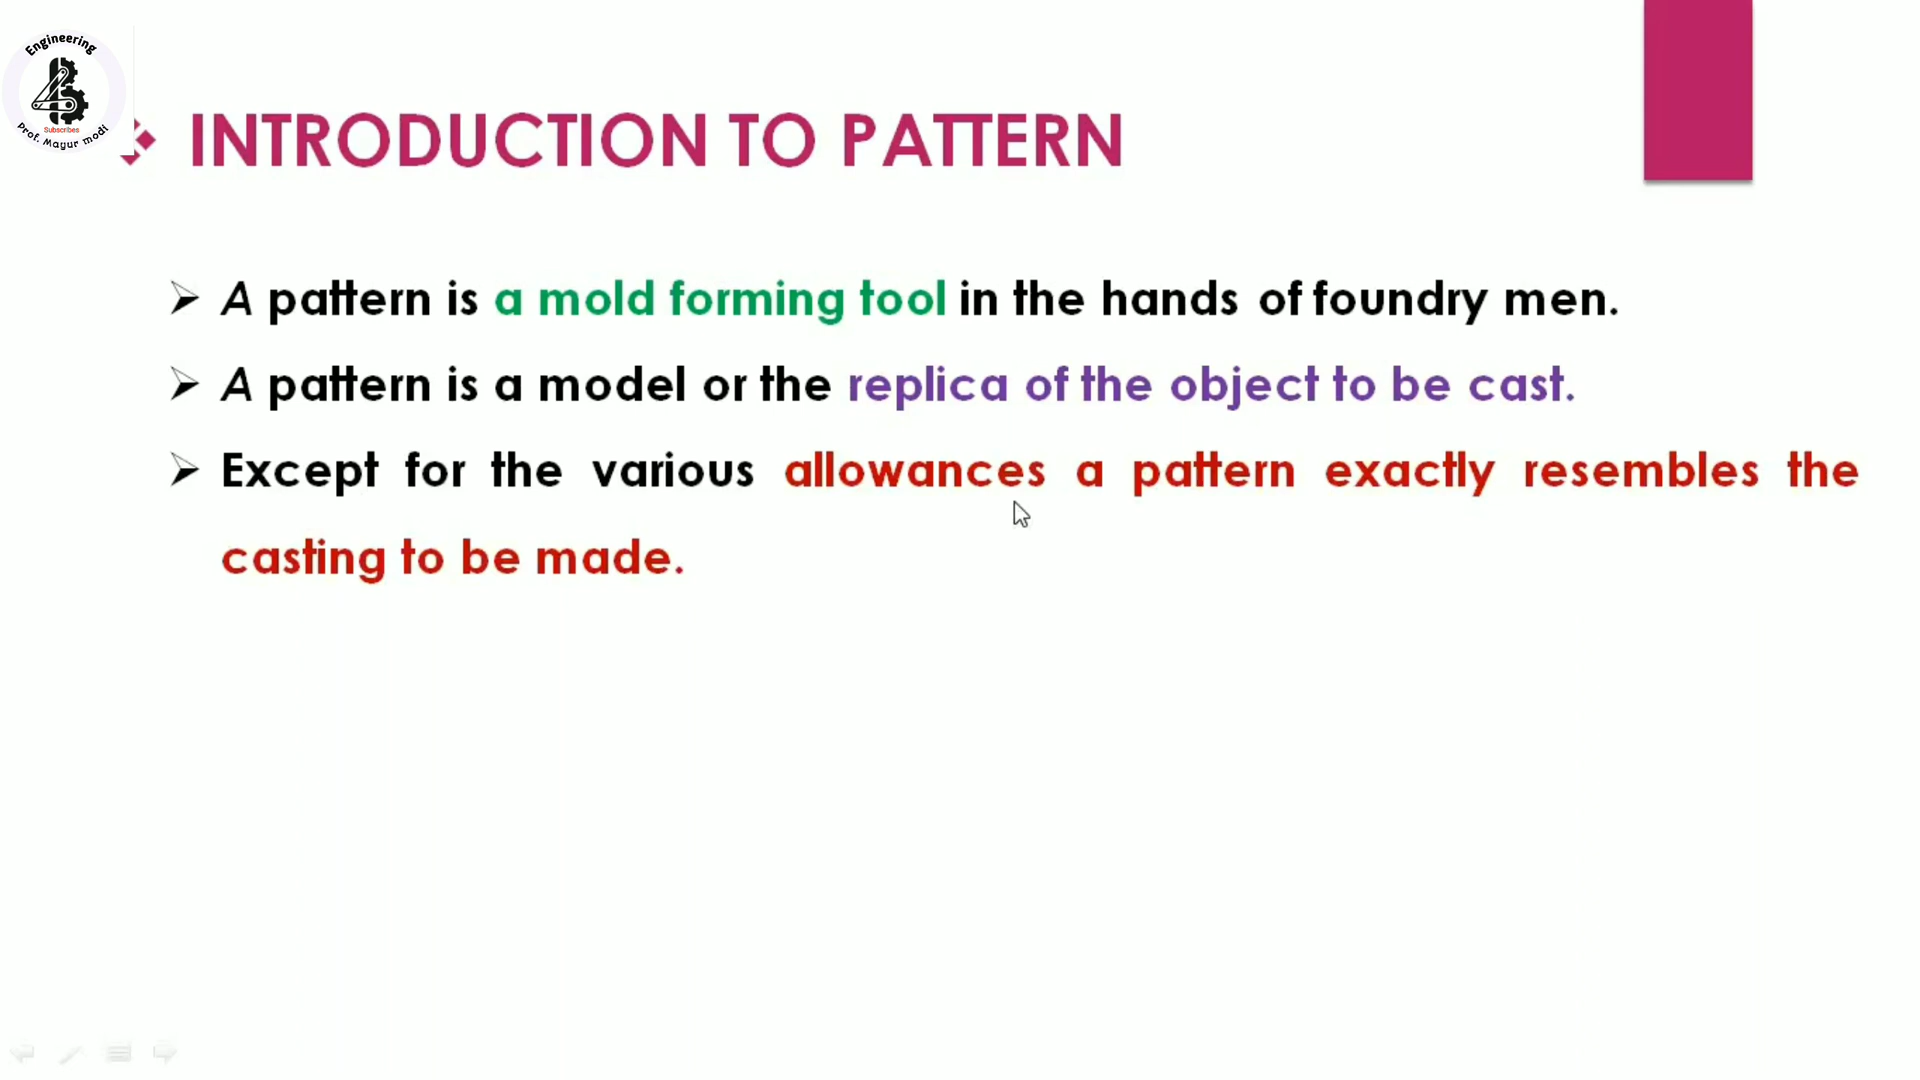 Engineering
Subscribes
Prof. Mayur modi
❖ INTRODUCTION TO PATTERN
➢ A pattern is a mold forming tool in the hands of foundry men.
➢ A pattern is a model or the replica of the object to be cast.
➢ Except for the various allowances a pattern exactly resembles the
casting to be made.